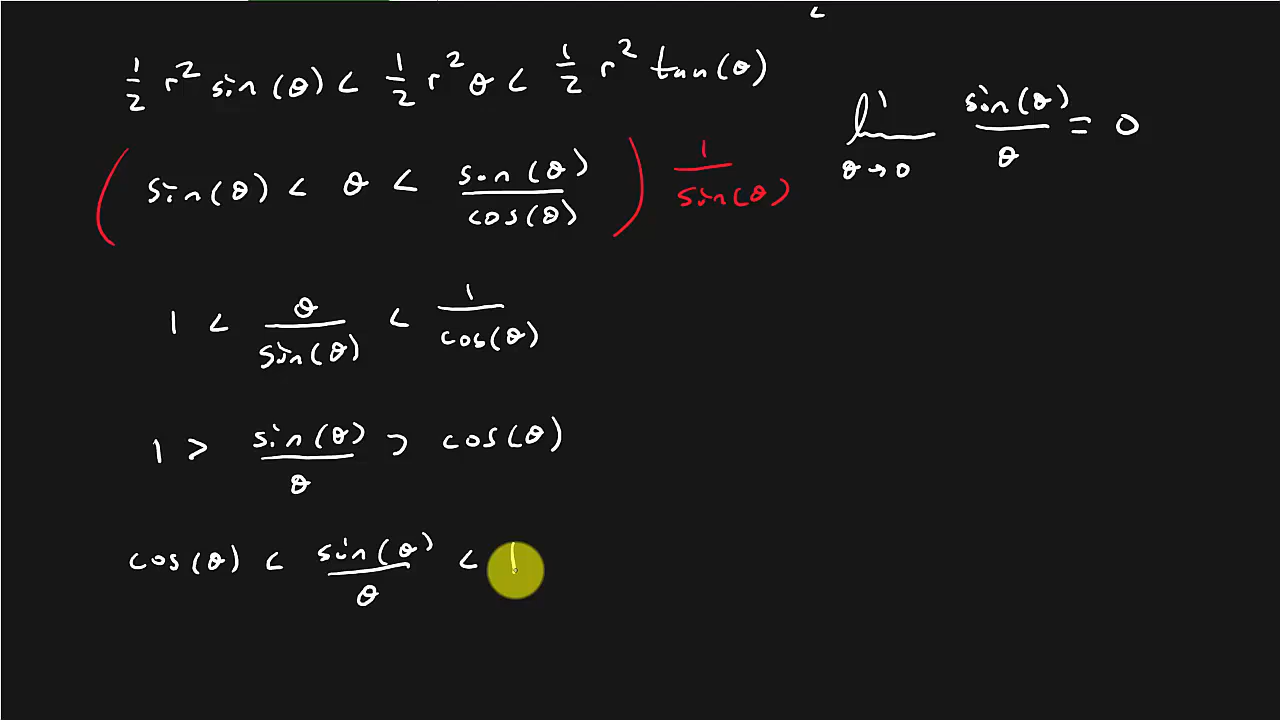 1/2 r² sin(θ) < 1/2 r² θ < 1/2 r² tan(θ)
( sin(θ) < θ < sin(θ)/cos(θ) ) 1/sin(θ)
1 < θ/sin(θ) < 1/cos(θ)
1 > sin(θ)/θ > cos(θ)
cos(θ) < sin(θ)/θ < 1
lim θ→0 sin(θ)/θ = 0